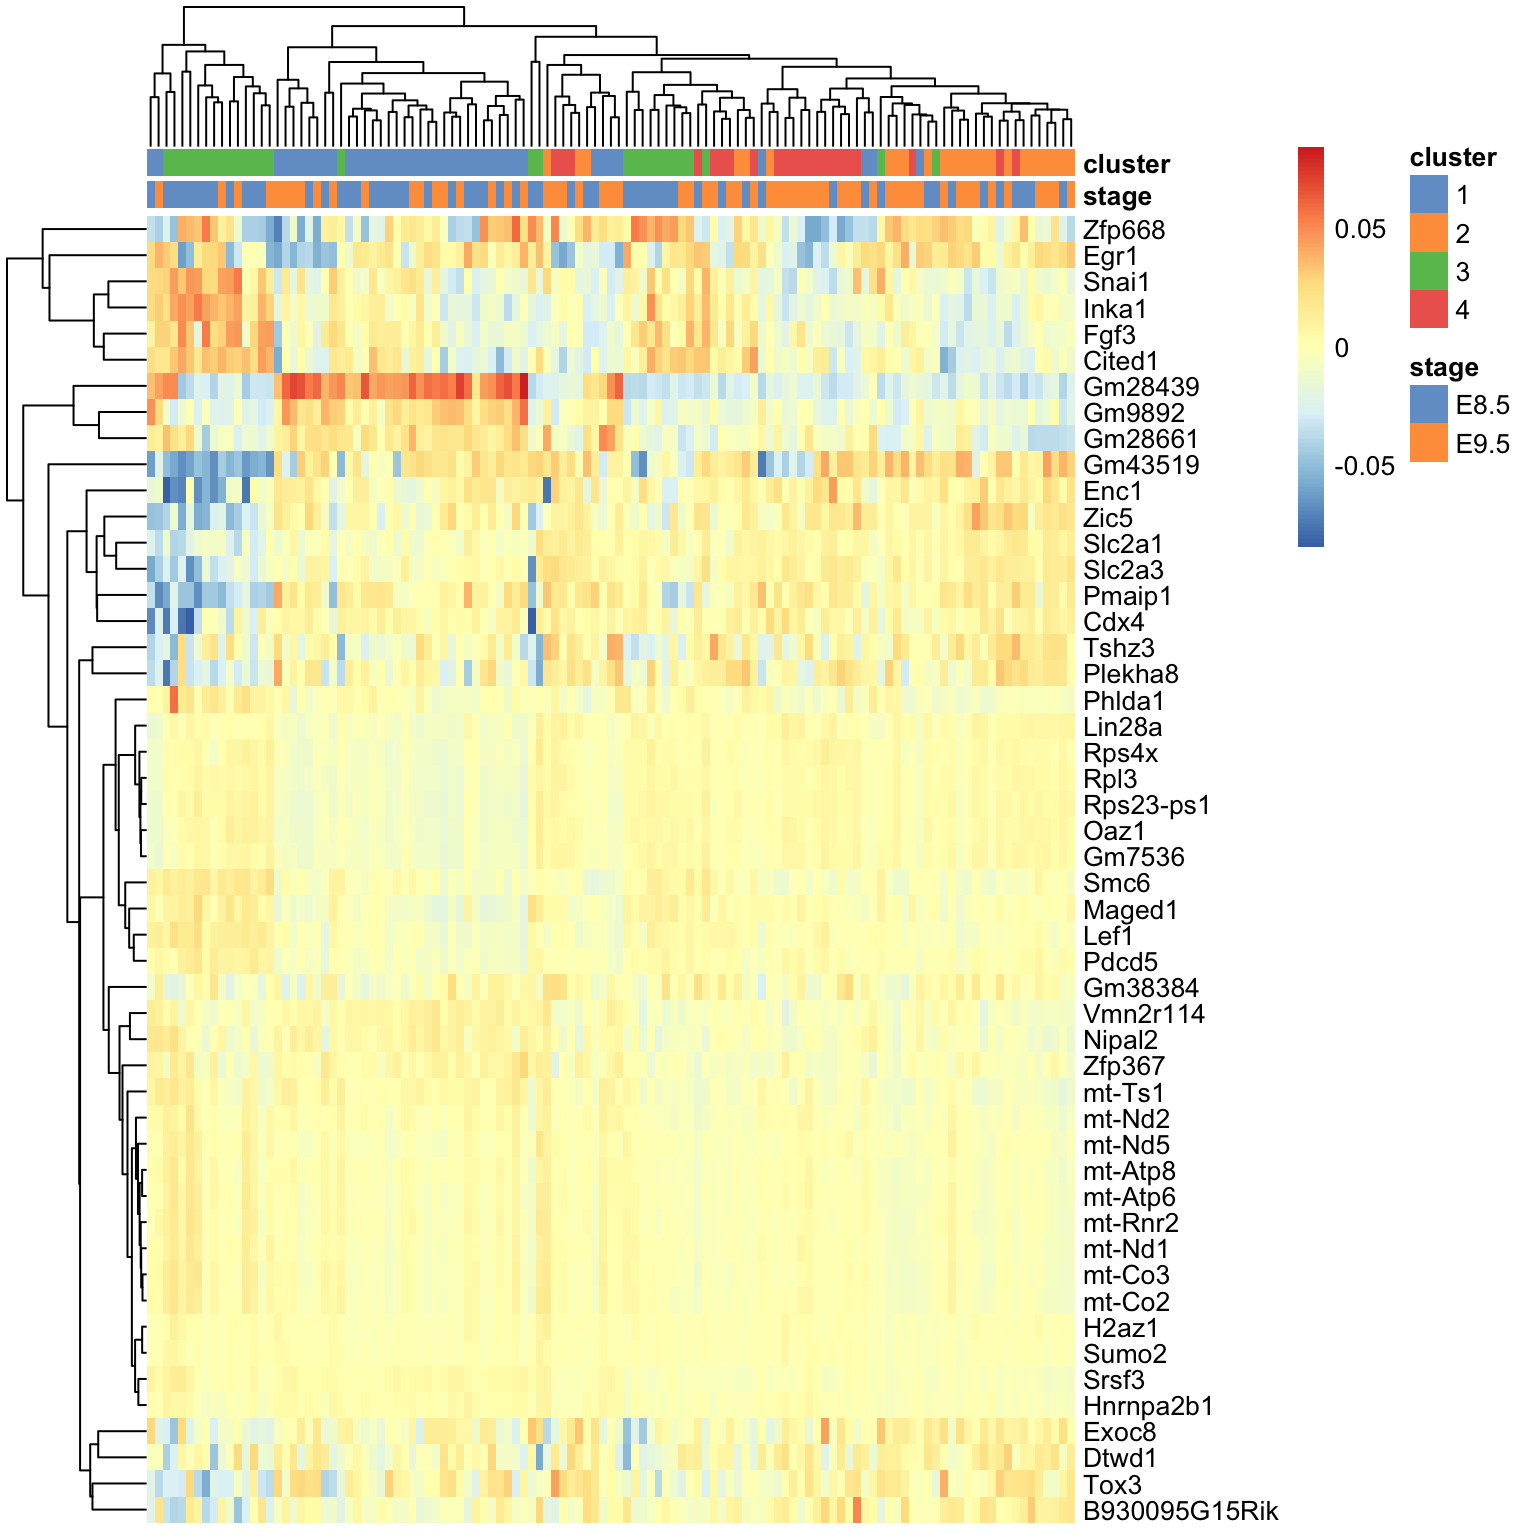 cluster
stage
Zfp668
Egr1
Snai1
Inka1
Fgf3
Cited1
Gm28439
Gm9892
Gm28661
Gm43519
Enc1
Zic5
Slc2a1
Slc2a3
Pmaip1
Cdx4
Tshz3
Plekha8
Phlda1
Lin28a
Rps4x
Rpl3
Rps23-ps1
Oaz1
Gm7536
Smc6
Maged1
Lef1
Pdcd5
Gm38384
Vmn2r114
Nipal2
Zfp367
mt-Ts1
mt-Nd2
mt-Nd5
mt-Atp8
mt-Atp6
mt-Rnr2
mt-Nd1
mt-Co3
mt-Co2
H2az1
Sumo2
Srsf3
Hnrnpa2b1
Exoc8
Dtwd1
Tox3
B930095G15Rik
0.05
0
-0.05
cluster
1
2
3
4
stage
E8.5
E9.5